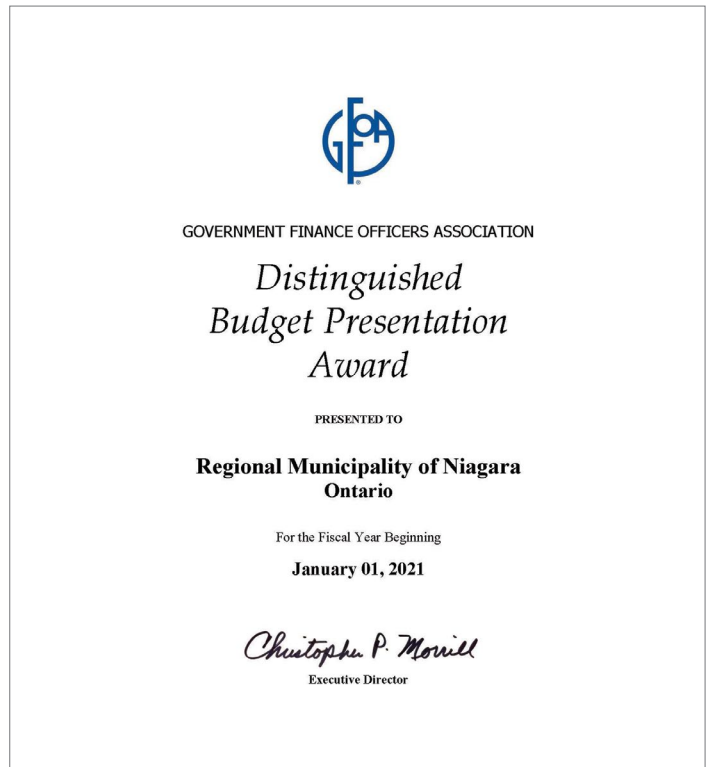 GFOA
GOVERNMENT FINANCE OFFICERS ASSOCIATION
Distinguished
Budget Presentation
Award
PRESENTED TO
Regional Municipality of Niagara
Ontario
For the Fiscal Year Beginning
January 01, 2021
Christopher P. Morrill
Executive Director